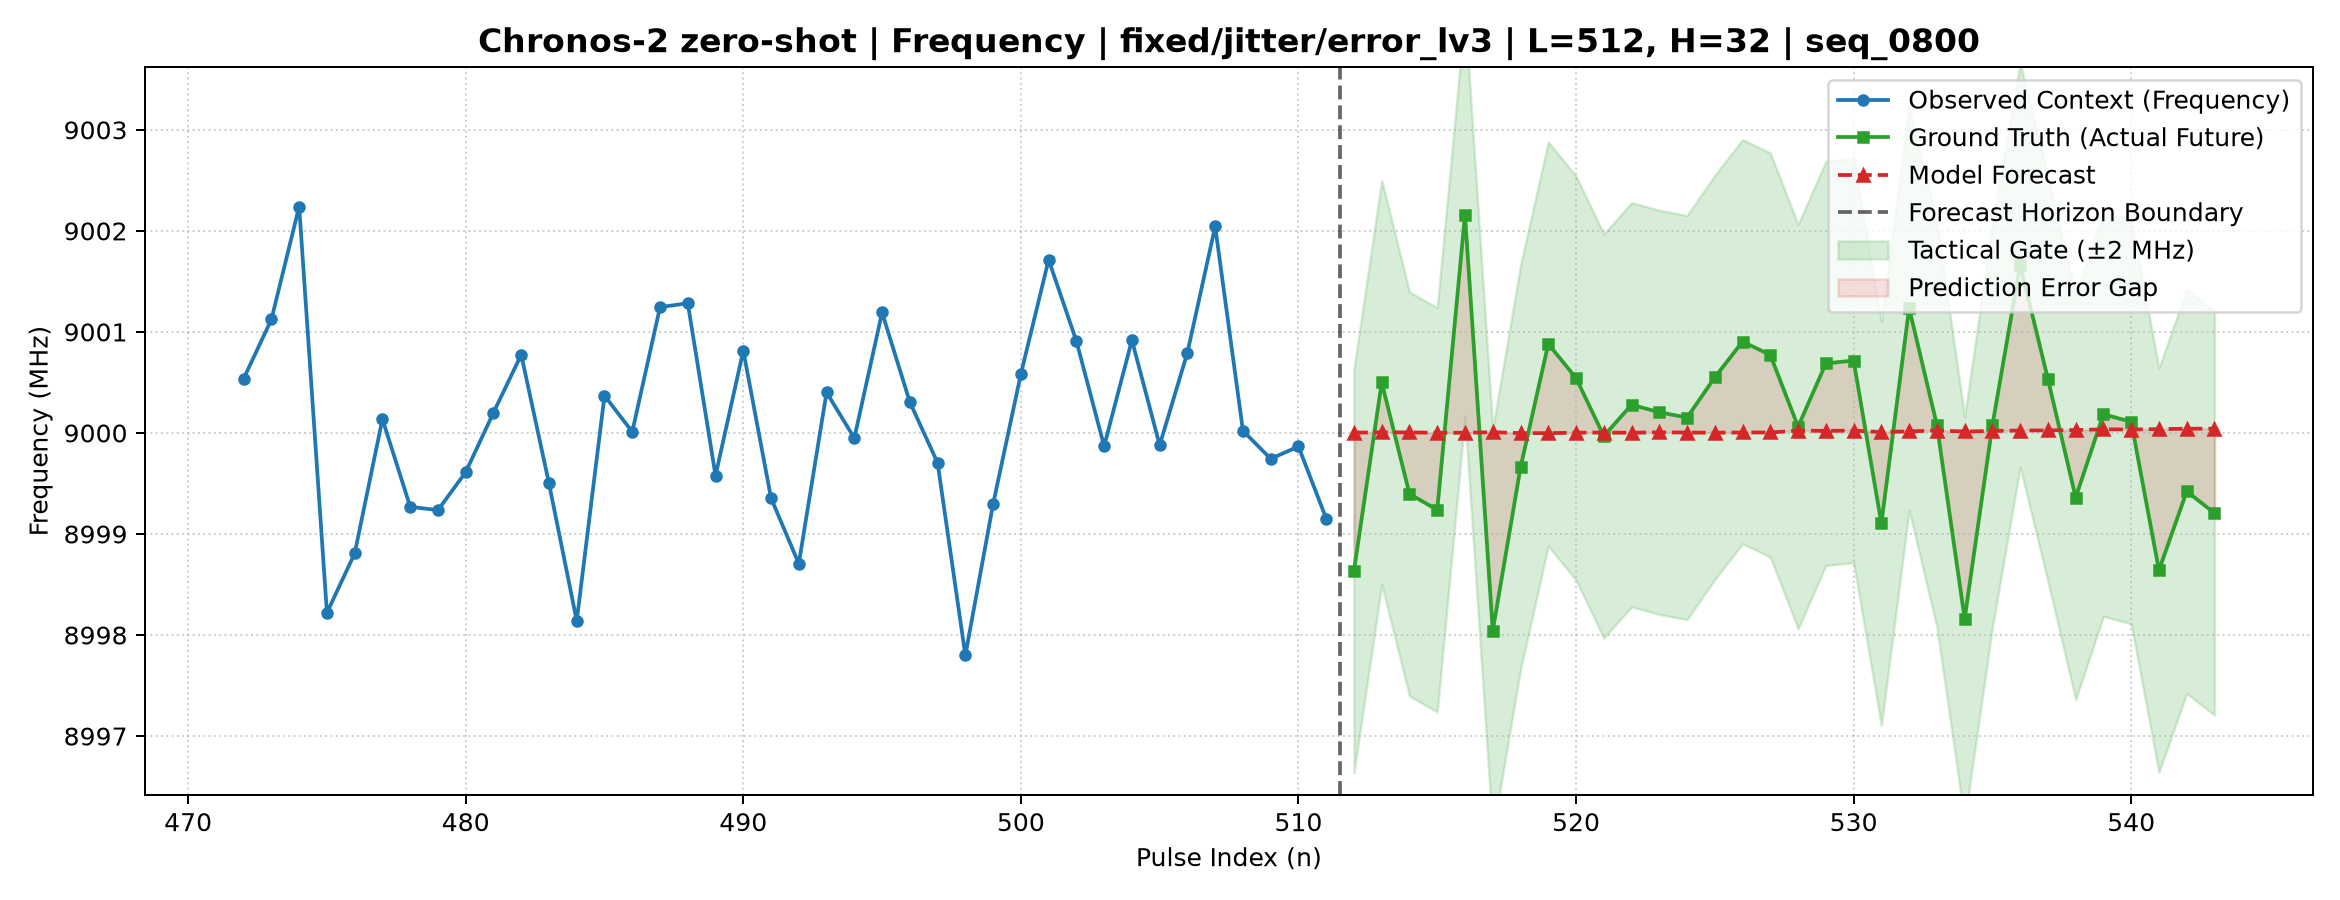 Chronos-2 zero-shot | Frequency | fixed/jitter/error_lv3 | L=512, H=32 | seq_0800
Observed Context (Frequency)
Ground Truth (Actual Future)
Model Forecast
Forecast Horizon Boundary
Tactical Gate (±2 MHz)
Prediction Error Gap
Frequency (MHz)
9003
9002
9001
9000
8999
8998
8997
470 480 490 500 510 520 530 540
Pulse Index (n)